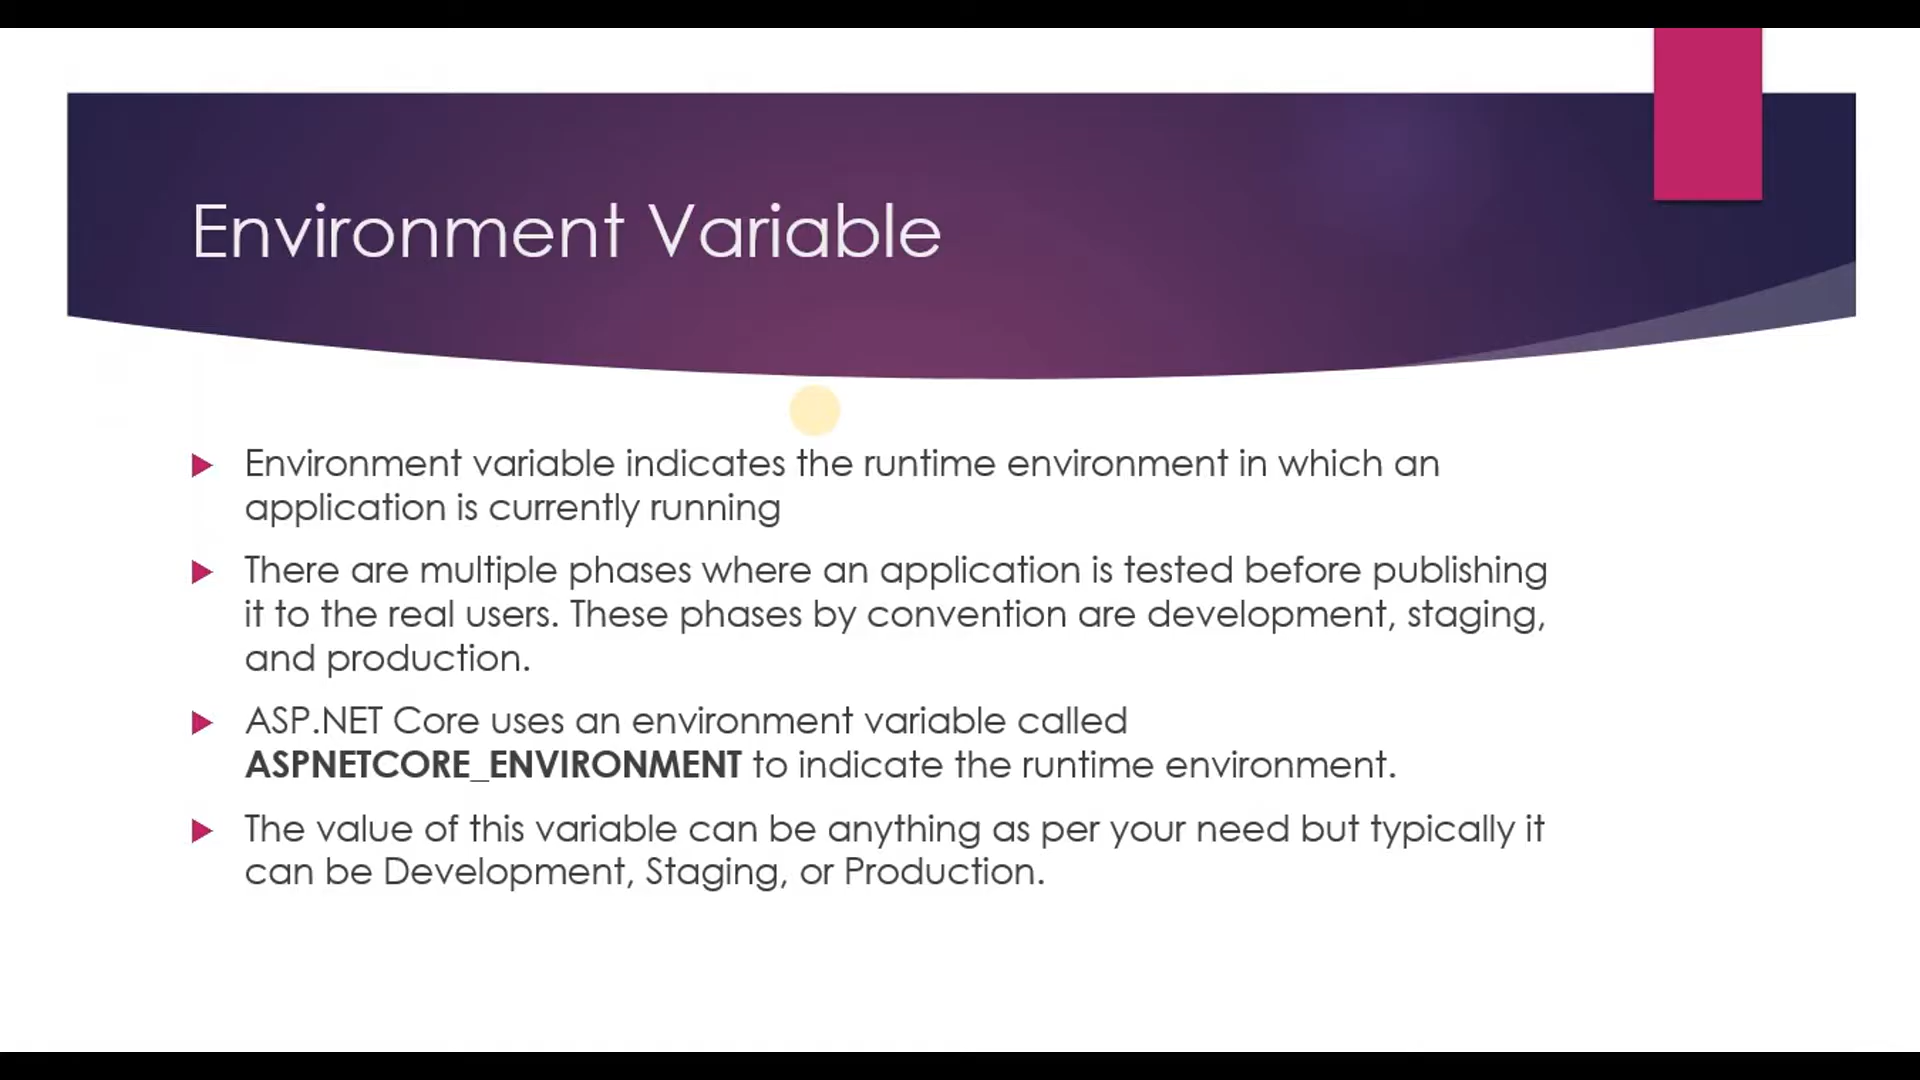 Environment Variable
Environment variable indicates the runtime environment in which an
application is currently running
There are multiple phases where an application is tested before publishing
it to the real users. These phases by convention are development, staging,
and production.
ASP.NET Core uses an environment variable called
ASPNETCORE_ENVIRONMENT to indicate the runtime environment.
The value of this variable can be anything as per your need but typically it
can be Development, Staging, or Production.